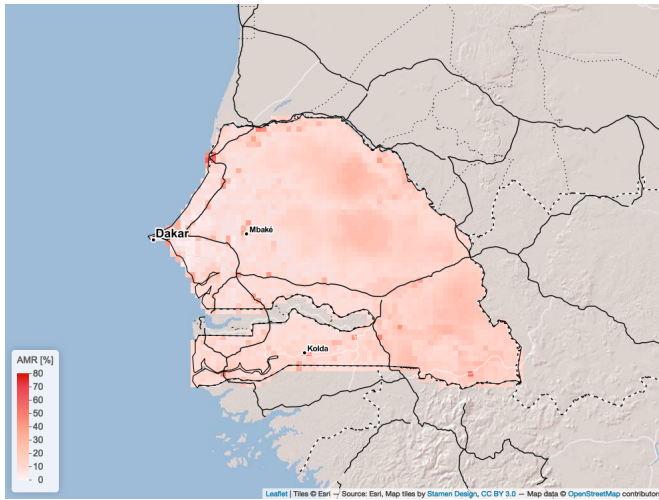 Dakar
Mbaké
Kolda
AMR [%]
80
70
60
50
40
30
20
10
0
Leaflet | Tiles © Esri — Source: Esri, Map tiles by Stamen Design, CC BY 3.0 — Map data © OpenStreetMap contributor